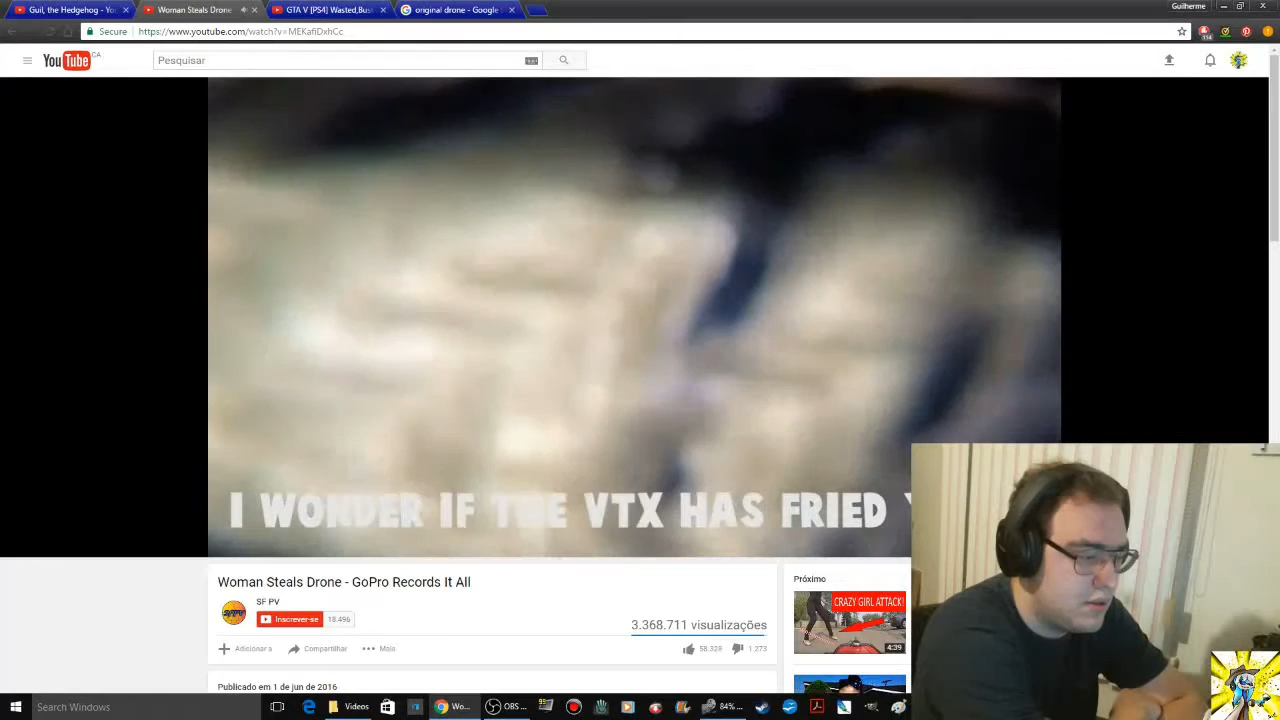 Guil, the Hedgehog - Yo
Woman Steals Drone
GTA V [PS4] Wasted,Bust
original drone - Google
Guilherme
Secure
https://www.youtube.com/watch?v=MEKafiDxhCc
114
YouTube CA
Pesquisar
I WONDER IF THE VTX HAS FRIED
Woman Steals Drone - GoPro Records It All
SF PV
Inscrever-se
18.496
3.368.711 visualizações
Adicionar a
Compartilhar
Mais
58.328
1.273
Publicado em 1 de jun de 2016
Próximo
CRAZY GIRL ATTACK!
4:39
Search Windows
Videos
Wo...
OBS
84%